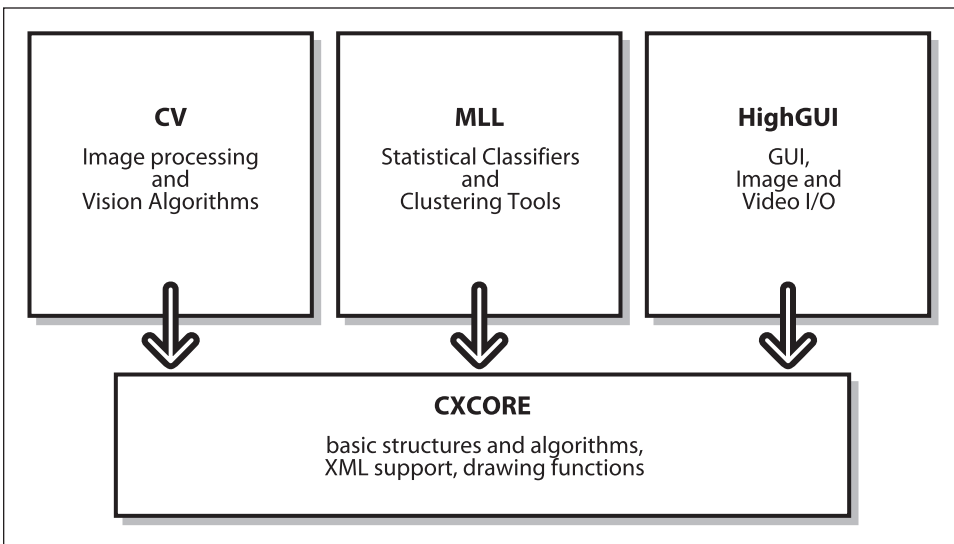 CV
Image processing
and
Vision Algorithms
MLL
Statistical Classifiers
and
Clustering Tools
HighGUI
GUI,
Image and
Video I/O
CXCORE
basic structures and algorithms,
XML support, drawing functions